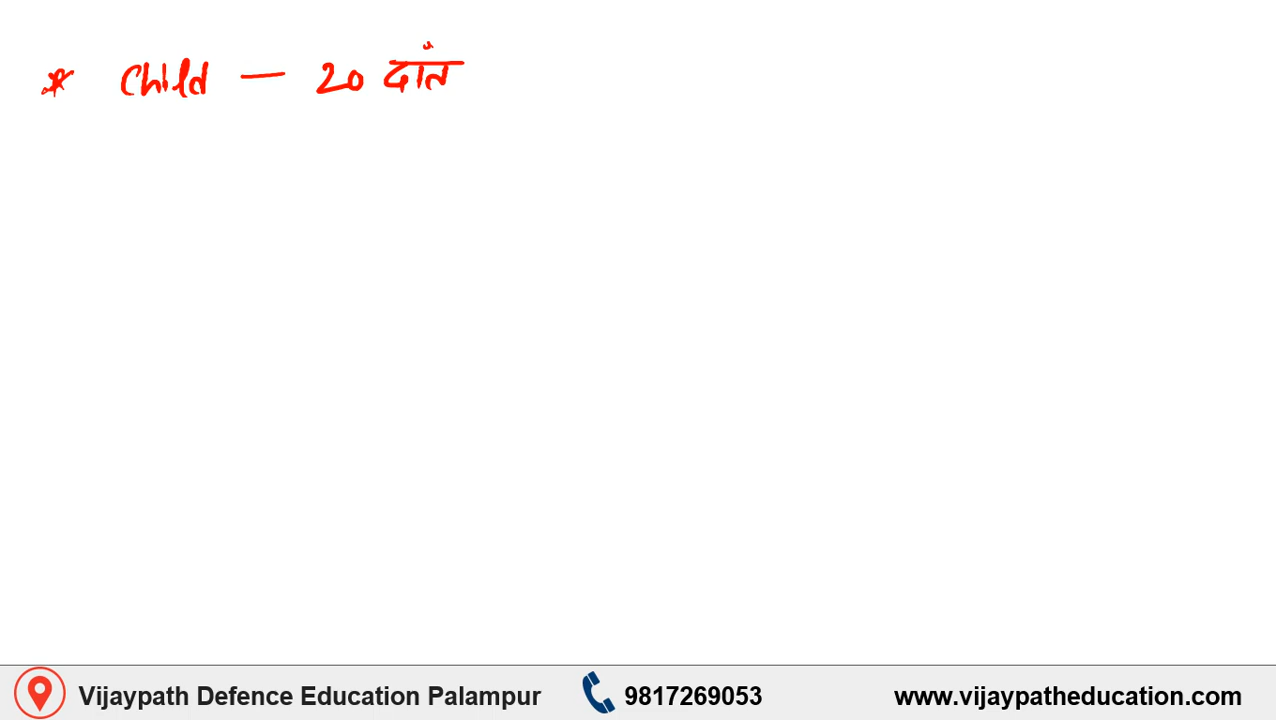 * Child — 20 दांत
Vijaypath Defence Education Palampur 9817269053 www.vijaypatheducation.com